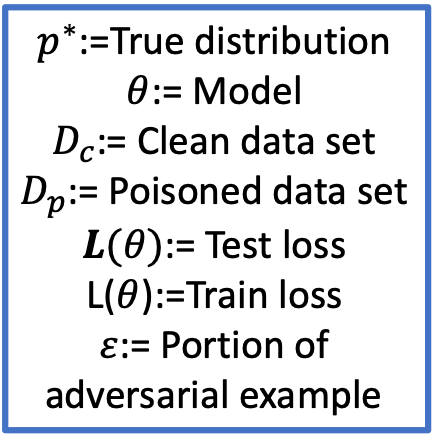 p*:=True distribution
θ:= Model
D_c:= Clean data set
D_p:= Poisoned data set
𝑳(θ):= Test loss
L(θ):=Train loss
ε:= Portion of
adversarial example